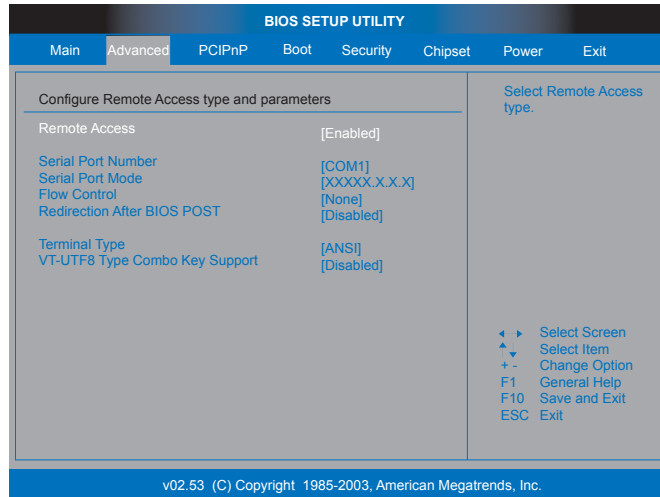 BIOS SETUP UTILITY
Main Advanced PCIPnP Boot Security Chipset Power Exit
Configure Remote Access type and parameters
Remote Access [Enabled]
Serial Port Number [COM1]
Serial Port Mode [XXXXX.X.X.X]
Flow Control [None]
Redirection After BIOS POST [Disabled]
Terminal Type [ANSI]
VT-UTF8 Type Combo Key Support [Disabled]
Select Remote Access
type.
Select Screen
Select Item
+ - Change Option
F1 General Help
F10 Save and Exit
ESC Exit
v02.53 (C) Copyright 1985-2003, American Megatrends, Inc.